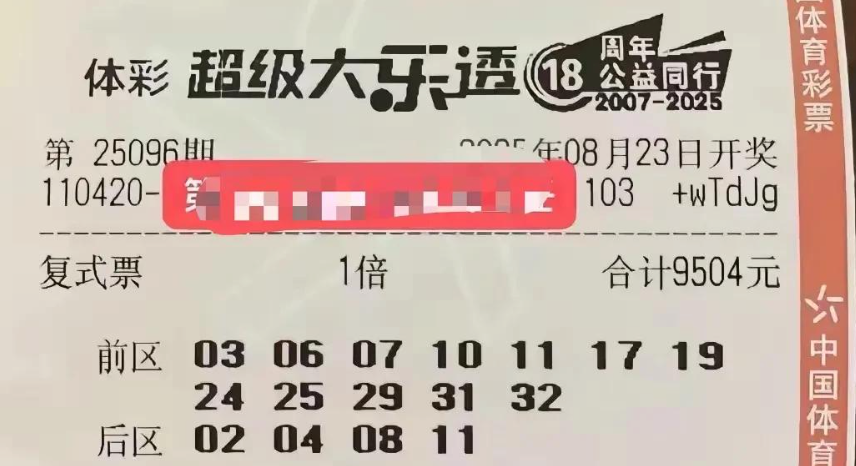 体彩 超级大乐透 18 周年
公益同行
2007-2025
第 25096期 年08月23日开奖
110420- 103 +wTdJg
复式票 1倍 合计9504元
前区 03 06 07 10 11 17 19
24 25 29 31 32
后区 02 04 08 11
体育彩票
中国体育